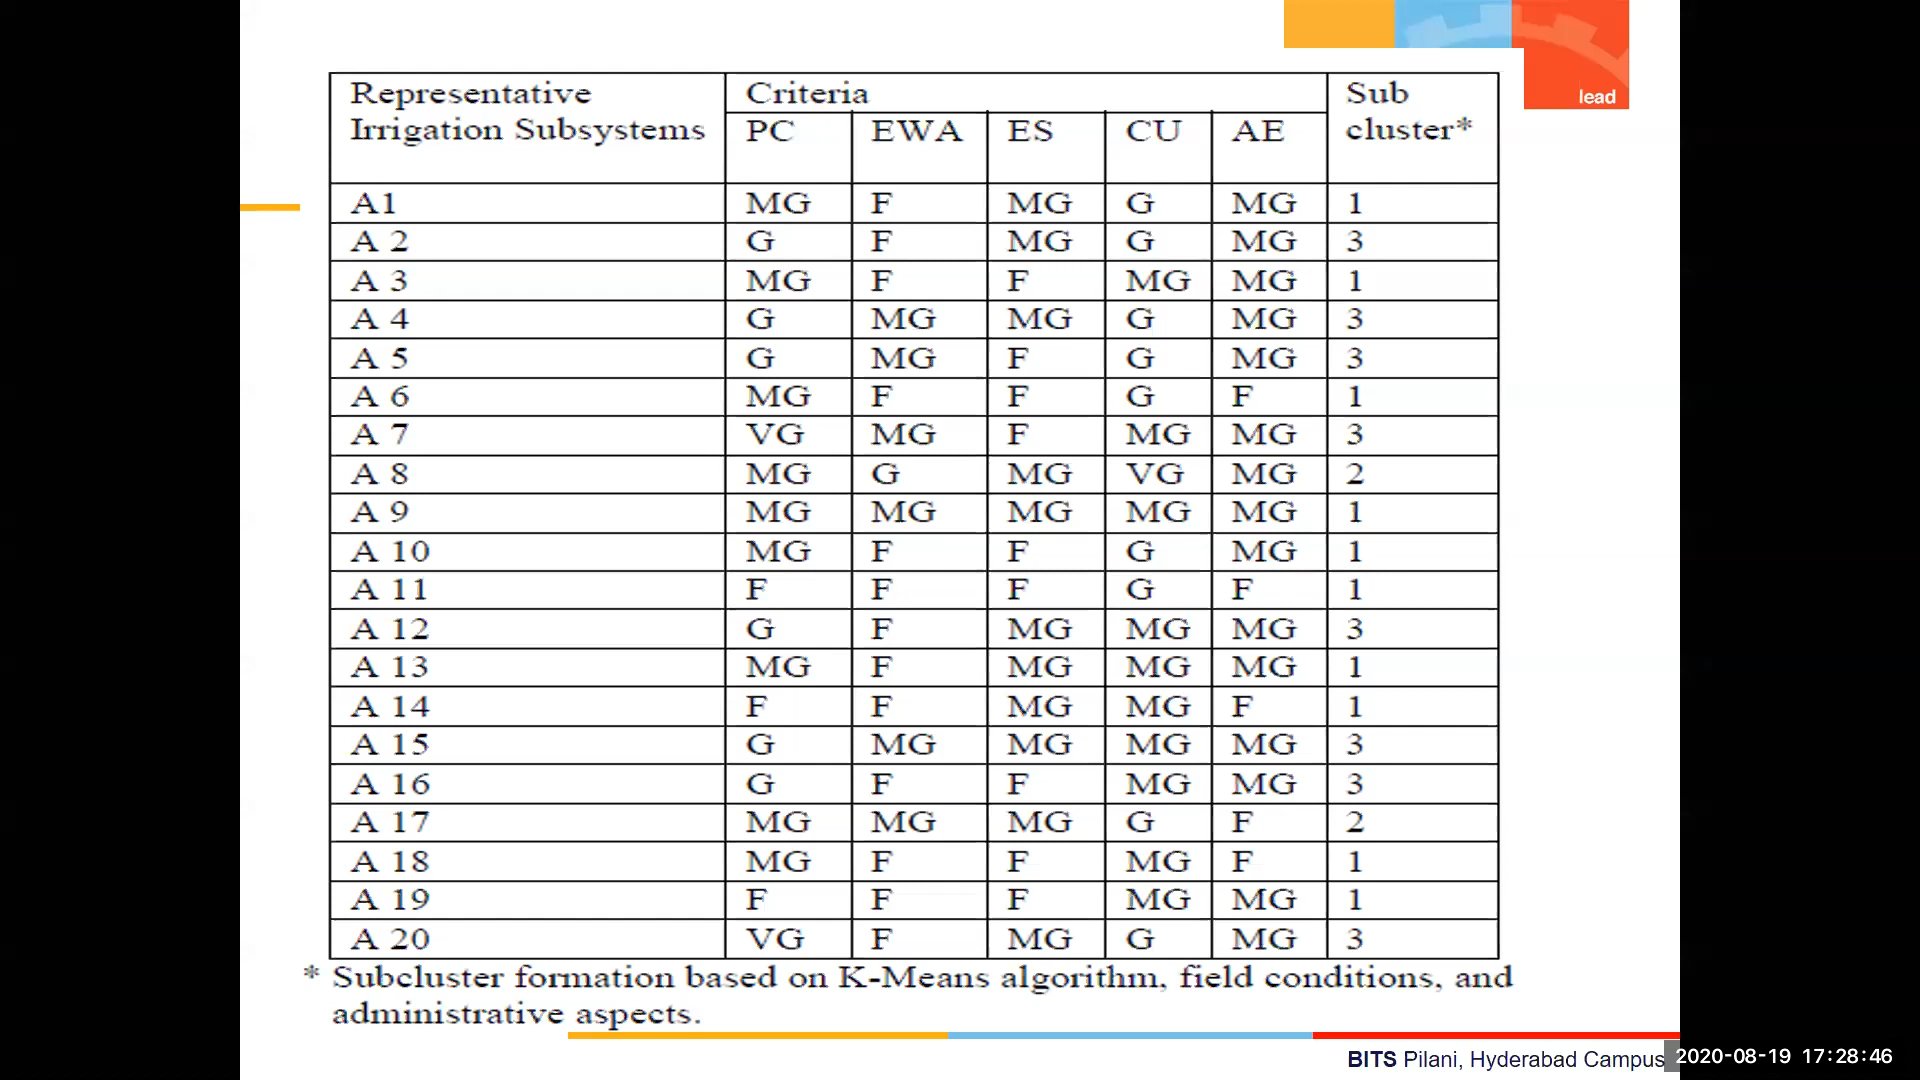 lead
Representative Irrigation Subsystems Criteria Sub cluster*
PC EWA ES CU AE
A1 MG F MG G MG 1
A 2 G F MG G MG 3
A 3 MG F F MG MG 1
A 4 G MG MG G MG 3
A 5 G MG F G MG 3
A 6 MG F F G F 1
A 7 VG MG F MG MG 3
A 8 MG G MG VG MG 2
A 9 MG MG MG MG MG 1
A 10 MG F F G MG 1
A 11 F F F G F 1
A 12 G F MG MG MG 3
A 13 MG F MG MG MG 1
A 14 F F MG MG F 1
A 15 G MG MG MG MG 3
A 16 G F F MG MG 3
A 17 MG MG MG G F 2
A 18 MG F F MG F 1
A 19 F F F MG MG 1
A 20 VG F MG G MG 3
* Subcluster formation based on K-Means algorithm, field conditions, and
administrative aspects.
BITS Pilani, Hyderabad Campus
2020-08-19 17:28:46